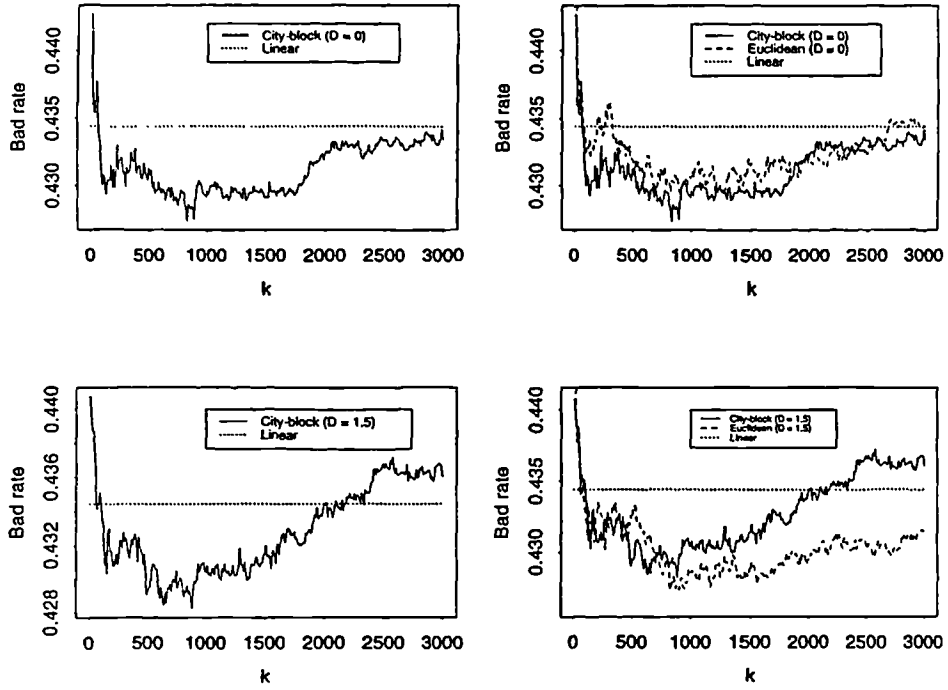 City-block (D = 0)
Linear
Bad rate
0.440
0.435
0.430
0 500 1000 1500 2000 2500 3000
k
City-block (D = 0)
Euclidean (D = 0)
Linear
Bad rate
0.440
0.435
0.430
0 500 1000 1500 2000 2500 3000
k
City-block (D = 1.5)
Linear
Bad rate
0.440
0.436
0.432
0.428
0 500 1000 1500 2000 2500 3000
k
City-block (D = 1.5)
Euclidean (D = 1.5)
Linear
Bad rate
0.440
0.435
0.430
0 500 1000 1500 2000 2500 3000
k